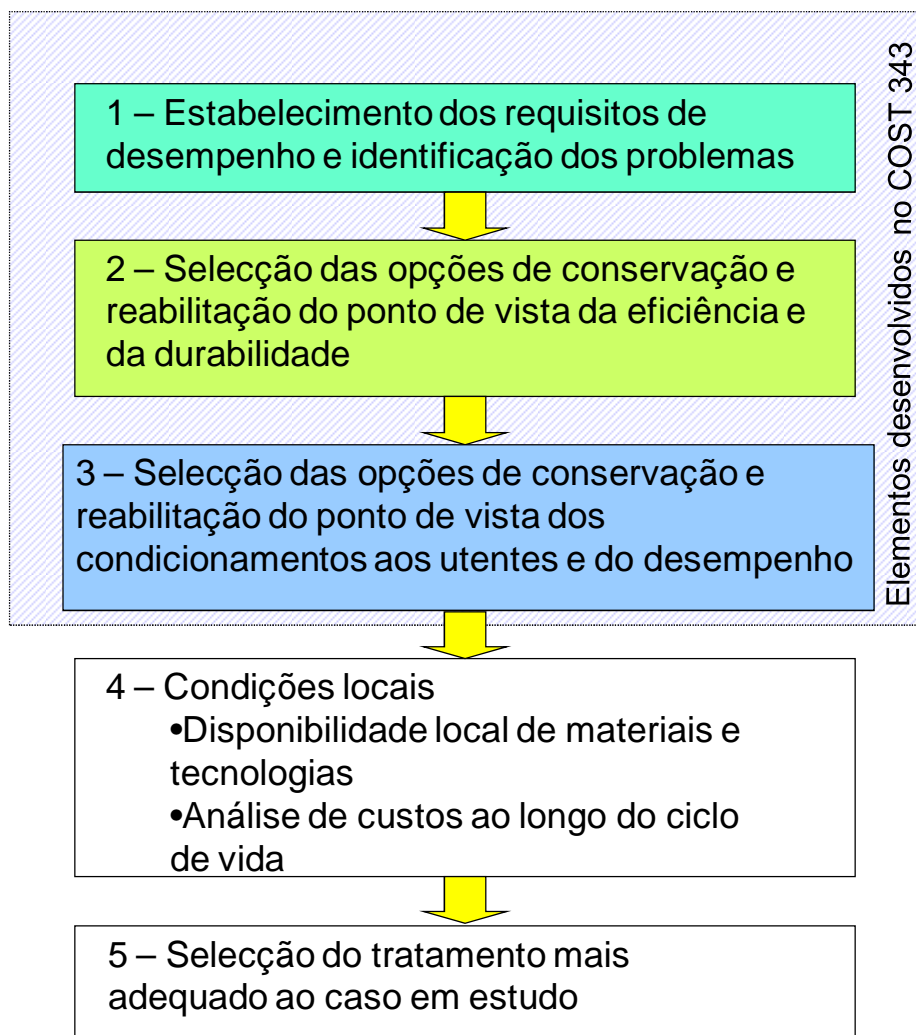 1 – Estabelecimento dos requisitos de
desempenho e identificação dos problemas
2 – Selecção das opções de conservação e
reabilitação do ponto de vista da eficiência e
da durabilidade
3 – Selecção das opções de conservação e
reabilitação do ponto de vista dos
condicionamentos aos utentes e do desempenho
Elementos desenvolvidos no COST 343
4 – Condições locais
•Disponibilidade local de materiais e
tecnologias
•Análise de custos ao longo do ciclo
de vida
5 – Selecção do tratamento mais
adequado ao caso em estudo